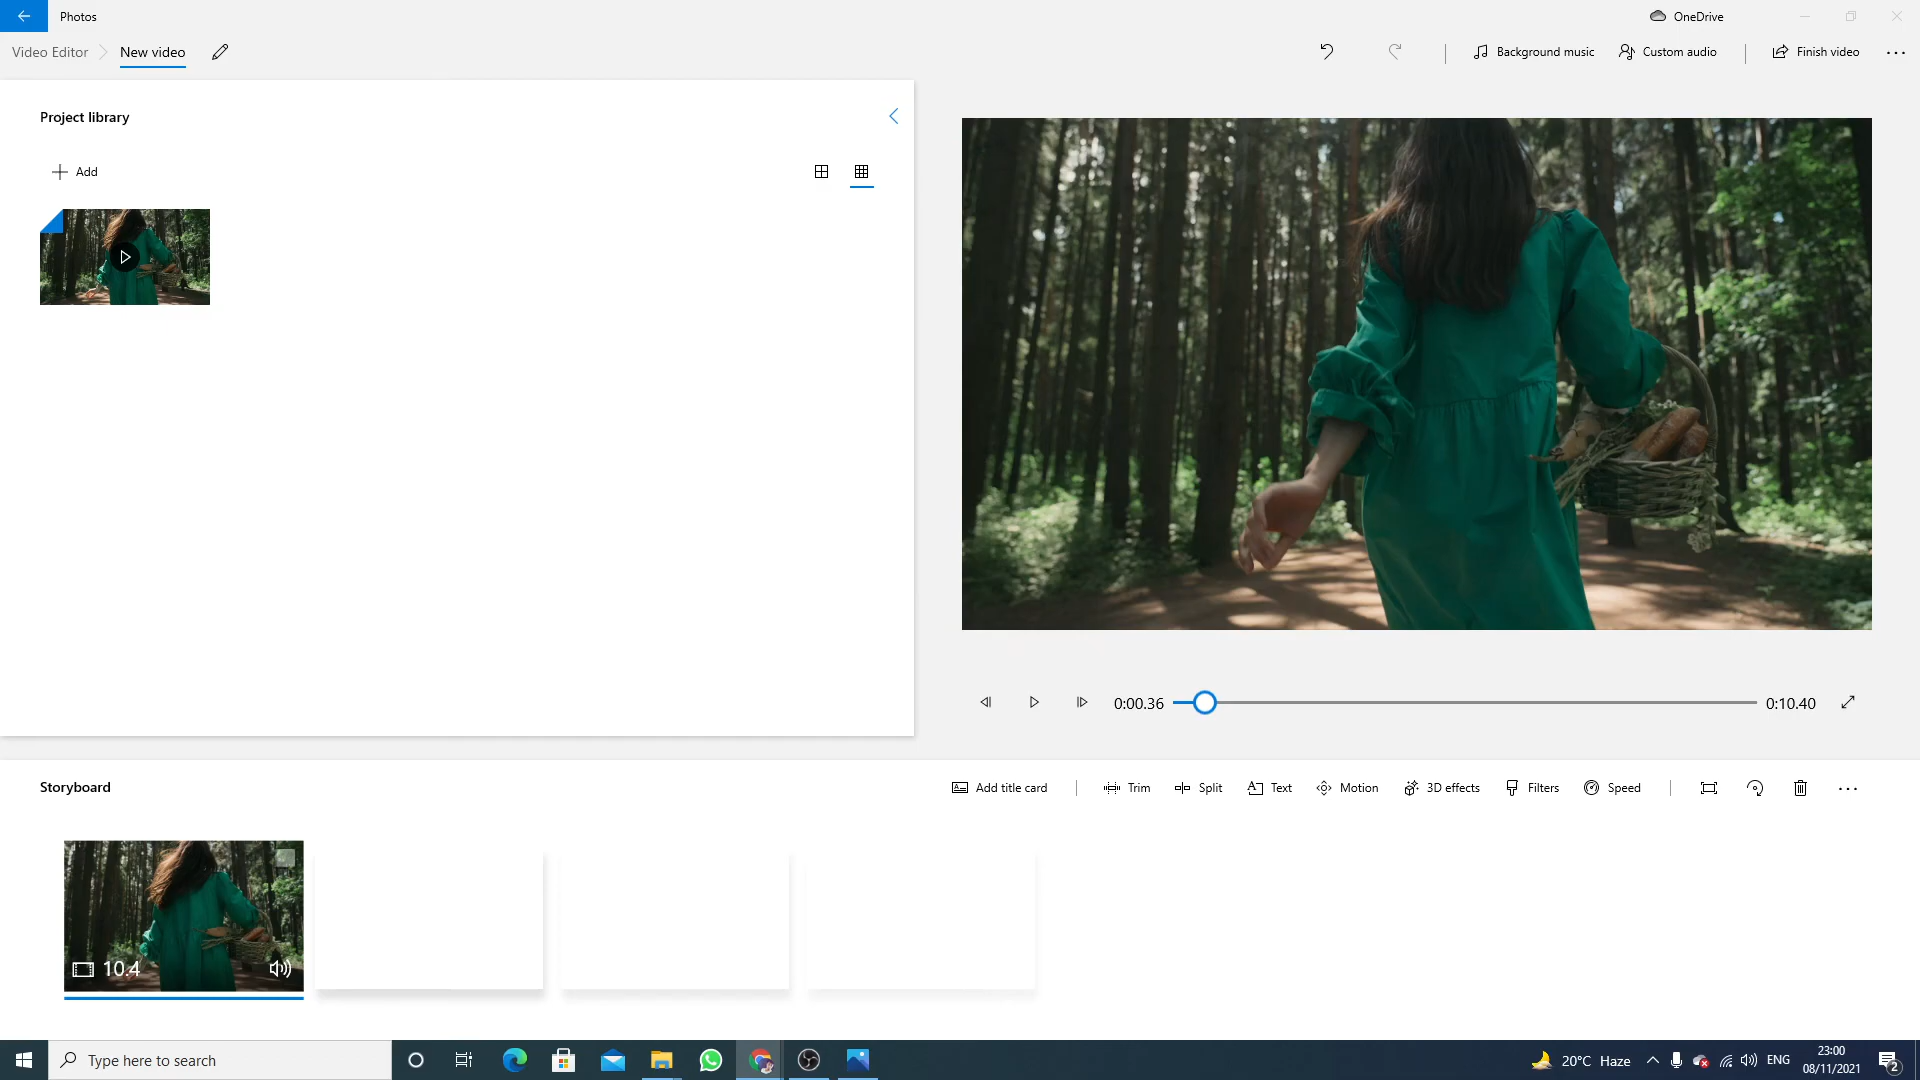 Photos
OneDrive
Video Editor
New video
Background music
Custom audio
Finish video
Project library
Add
0:00.36
0:10.40
Storyboard
Add title card
Trim
Split
Text
Motion
3D effects
Filters
Speed
10.4
Type here to search
20°C Haze
ENG
23:00
08/11/2021
2